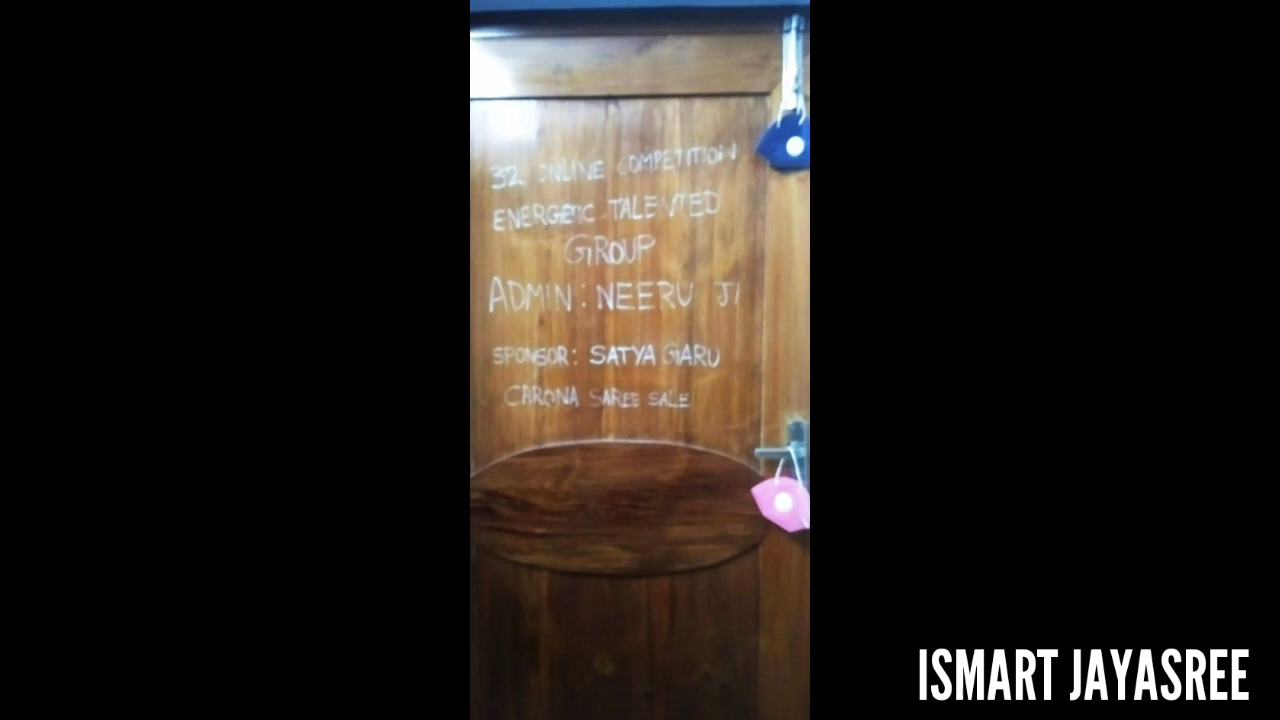 32 ONLINE COMPETITION
ENERGETIC TALENTED
GROUP
ADMIN: NEERU JI
SPONSOR: SATYA GARU
CARONA SAREE SALE
ISMART JAYASREE